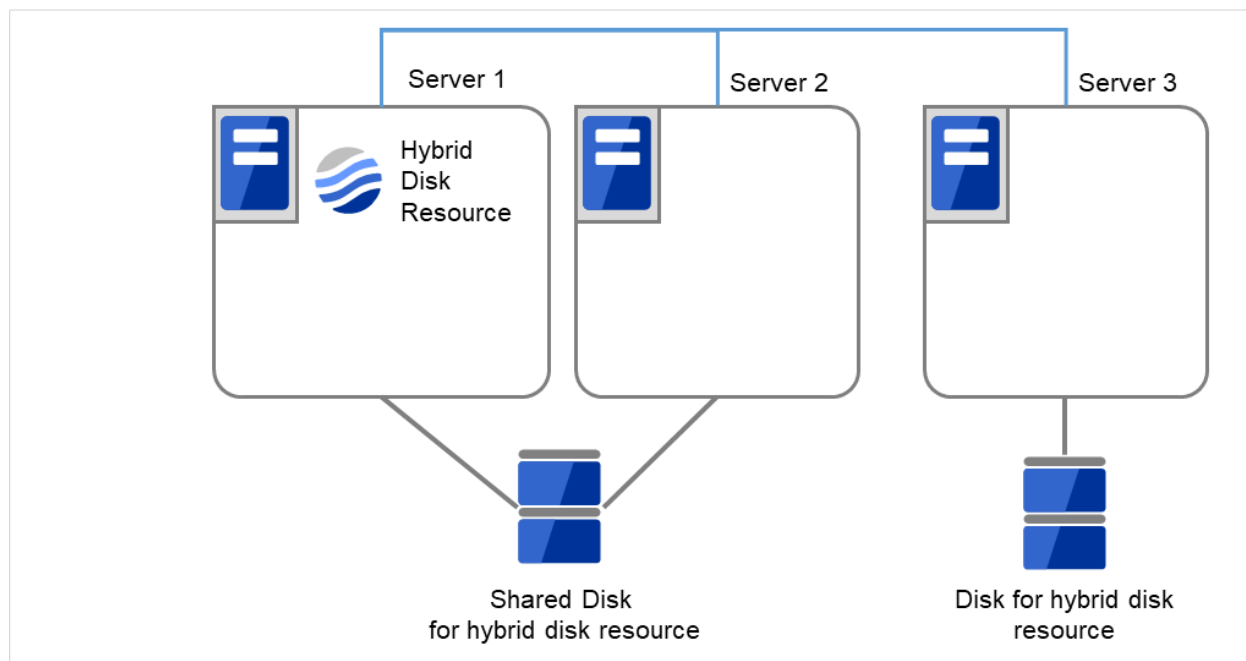 Server 1
Server 2
Server 3
Hybrid
Disk
Resource
Shared Disk
for hybrid disk resource
Disk for hybrid disk
resource